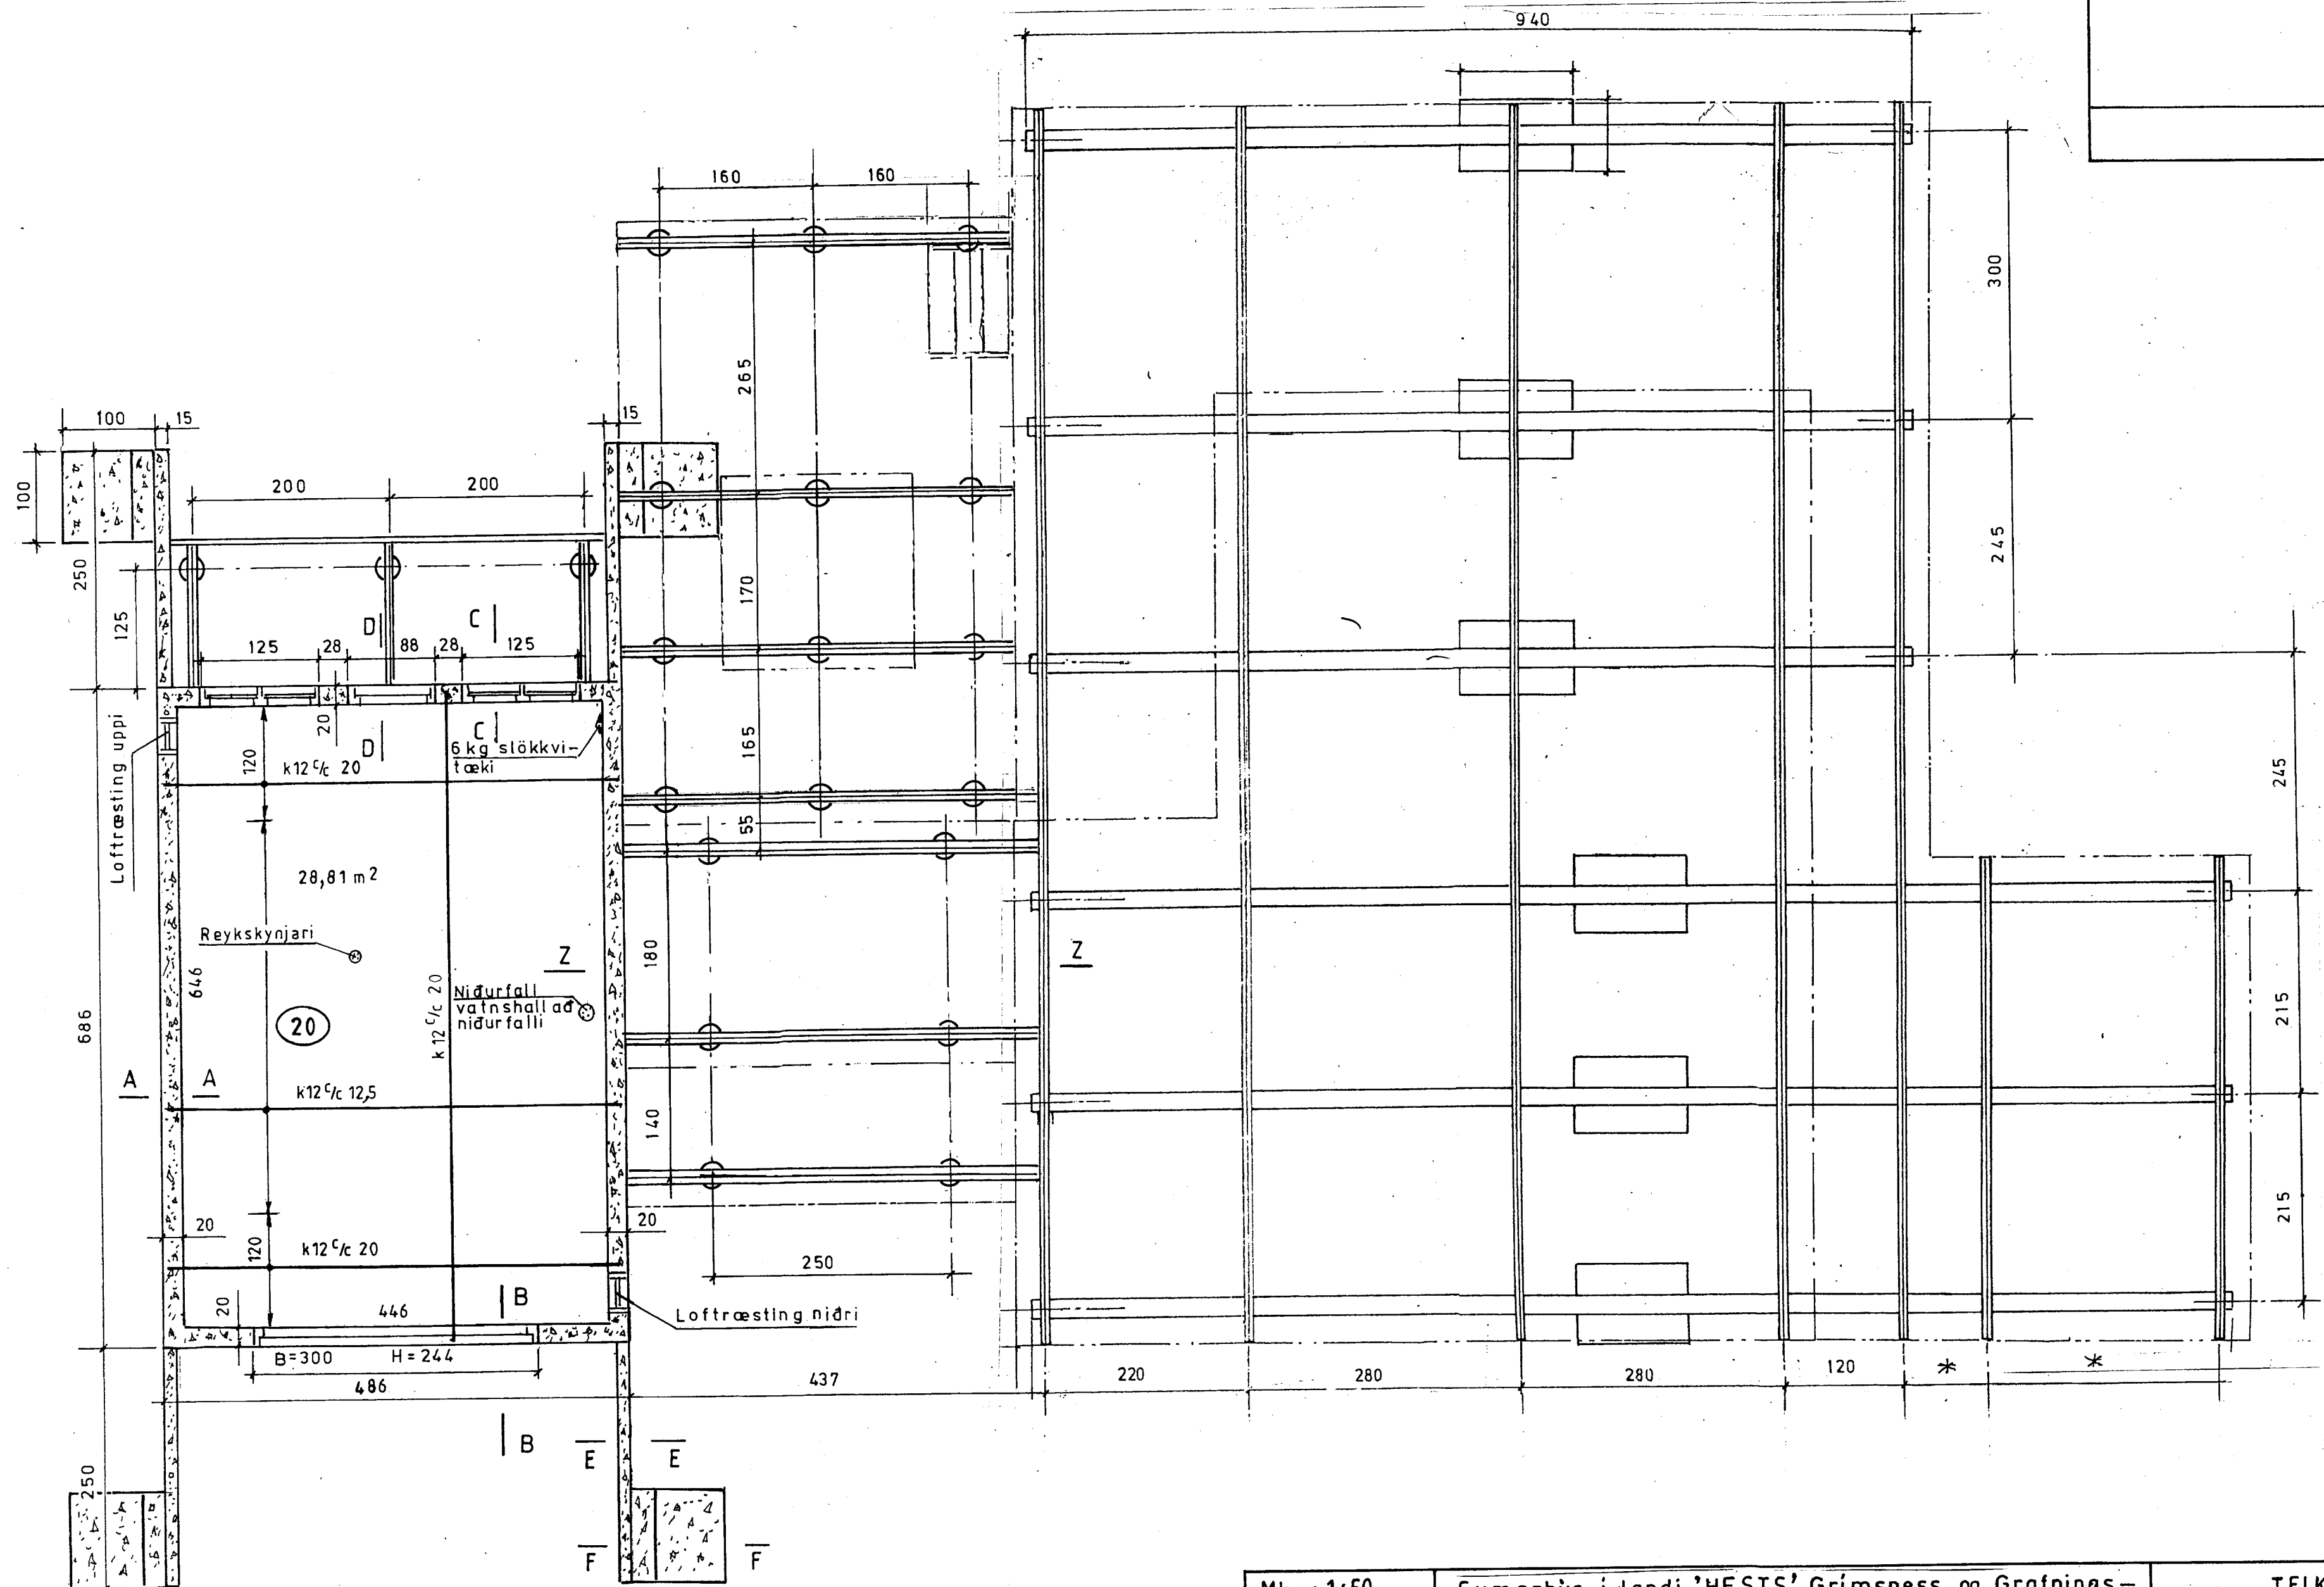 940
160 160
300
265
100 15
15
100
200 200
250
245
170
125
D C
125 28 88 28 125
Loftræsting uppi
20
120
D C
6 kg slökkvi-
tæki
165
k12 c/c 20
245
55
28,81 m2
Reykskynjari
180
Z Z
646
Niðurfall
vatnshall að
niðurfalli
k12 c/c 20
20
686
215
A A
k12 c/c 12,5
140
20
20
120
k12 c/c 20
215
250
20
446
B
Loftræsting niðri
B=300 H=244
486
437
220
280
280
120
*
*
B
E E
250
F F